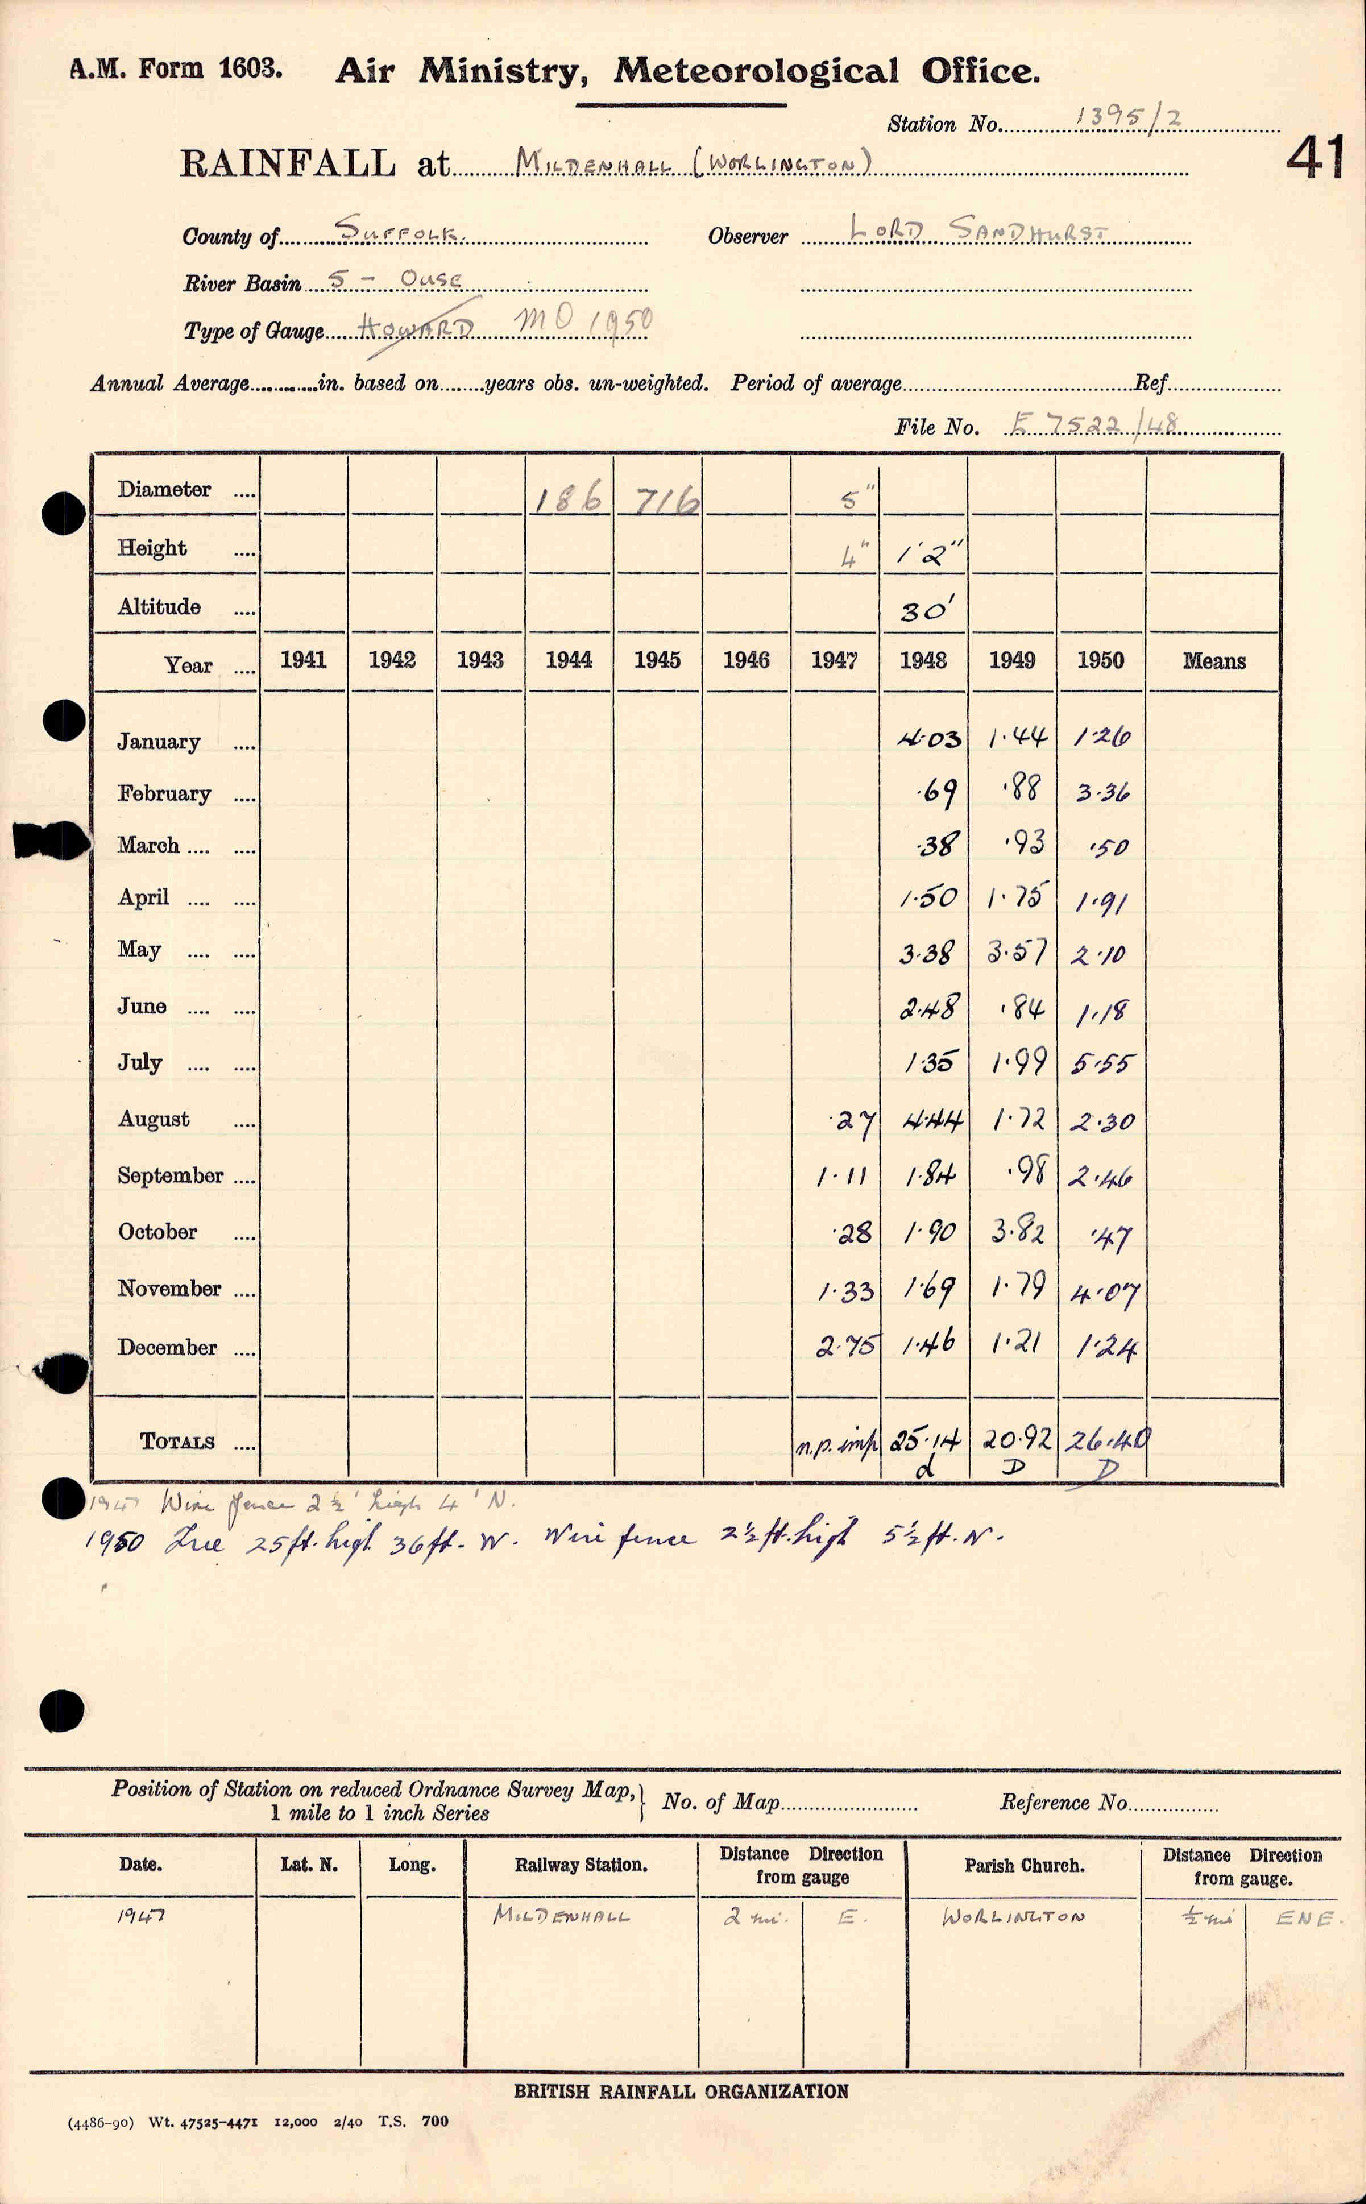 A.M. Form 1603. Air Ministry, Meteorological Office.
Station No. 1395/2
41
RAINFALL at MILDENHALL (WORLINGTON)
County of SUFFOLK. Observer LORD SANDHURST
River Basin 5 - OUSE
Type of Gauge HOWARD MO 1950
Annual Average in. based on years obs. un-weighted. Period of average Ref.
File No. E 7522/48
Diameter 186 716 5"
Height 4" 1'2"
Altitude 30'
Year 1941 1942 1943 1944 1945 1946 1947 1948 1949 1950 Means
January 4.03 1.44 1.26
February .69 .88 3.36
March .38 .93 .50
April 1.50 1.75 1.91
May 3.38 3.57 2.10
June 2.48 .84 1.18
July 1.35 1.99 5.55
August .27 4.44 1.72 2.30
September 1.11 1.84 .98 2.46
October .28 1.90 3.82 .47
November 1.33 1.69 1.79 4.07
December 2.75 1.46 1.21 1.24
TOTALS n.p. imp 25.14 20.92 26.40
d D D
1947 Wire fence 2½' high 4' N.
1950 Tree 25ft. high 36ft. W. Wire fence 2½ft. high 5½ft. N.
Position of Station on reduced Ordnance Survey Map, 1 mile to 1 inch Series } No. of Map Reference No.
Date. Lat. N. Long. Railway Station. Distance Direction from gauge Parish Church. Distance Direction from gauge.
1947 MILDENHALL 2 mi. E. WORLINGTON ½ mi ENE.
BRITISH RAINFALL ORGANIZATION
(4486-90) Wt. 47525-4471 12,000 2/40 T.S. 700